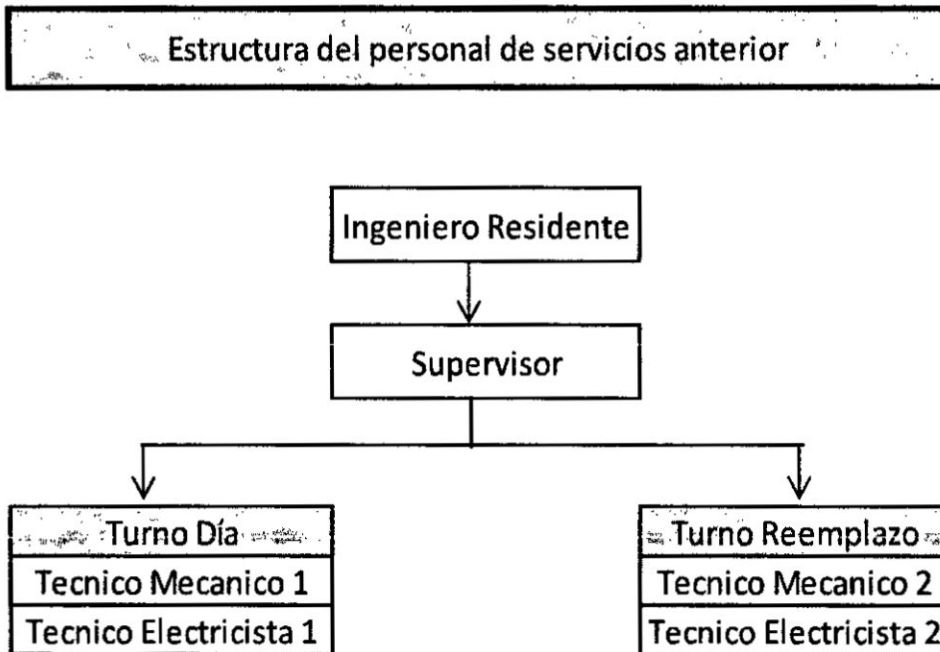 Estructura del personal de servicios anterior
Ingeniero Residente
Supervisor
Turno Día
Tecnico Mecanico 1
Tecnico Electricista 1
Turno Reemplazo
Tecnico Mecanico 2
Tecnico Electricista 2